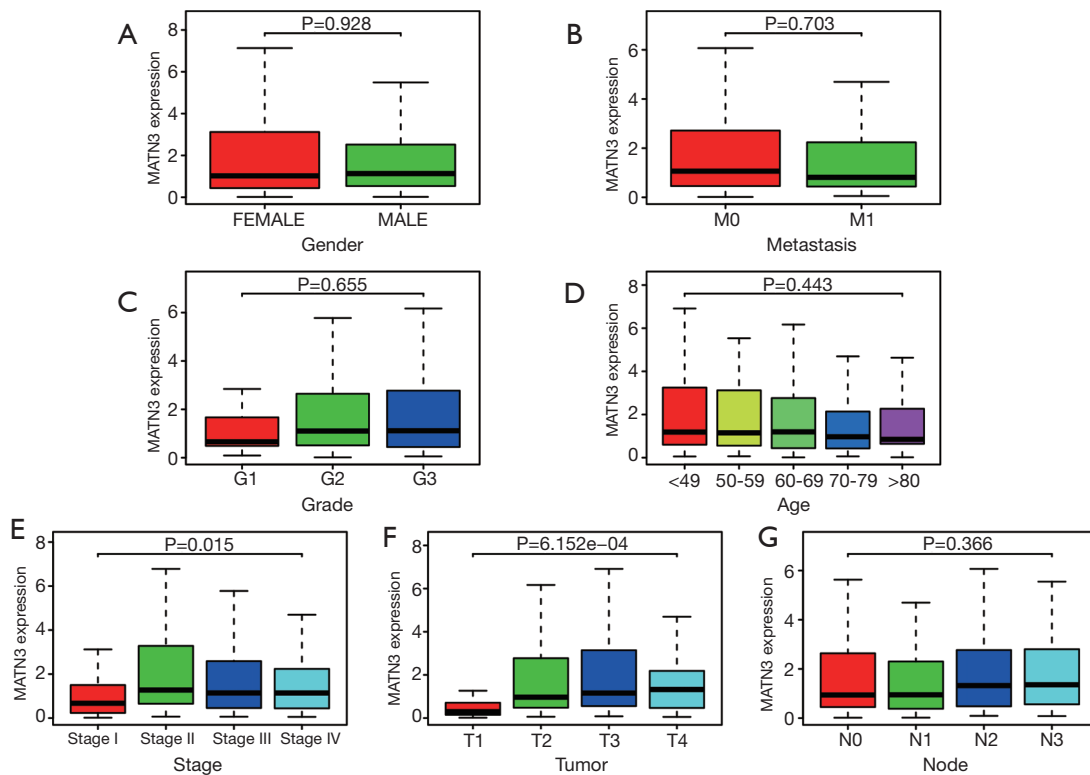 A
P=0.928
MATN3 expression
8
6
4
2
0
FEMALE MALE
Gender
B
P=0.703
MATN3 expression
6
4
2
0
M0 M1
Metastasis
C
P=0.655
MATN3 expression
6
4
2
0
G1 G2 G3
Grade
D
P=0.443
MATN3 expression
8
6
4
2
0
<49 50-59 60-69 70-79 >80
Age
E
P=0.015
MATN3 expression
8
6
4
2
0
Stage I Stage II Stage III Stage IV
Stage
F
P=6.152e−04
MATN3 expression
8
6
4
2
0
T1 T2 T3 T4
Tumor
G
P=0.366
MATN3 expression
6
4
2
0
N0 N1 N2 N3
Node